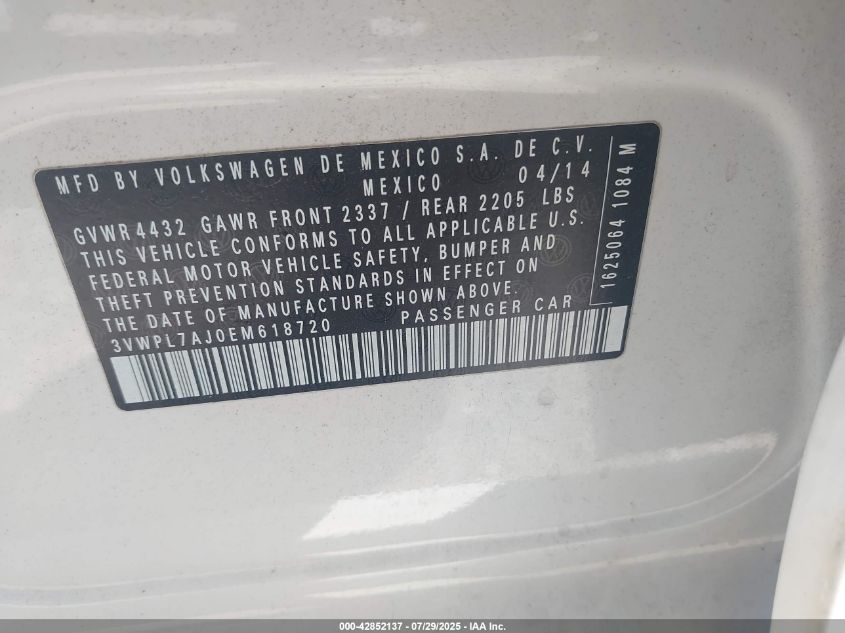 MFD BY VOLKSWAGEN DE MEXICO S.A. DE C.V.
MEXICO 04/14
GVWR 4432 GAWR FRONT 2337 / REAR 2205 LBS
THIS VEHICLE CONFORMS TO ALL APPLICABLE U.S.
FEDERAL MOTOR VEHICLE SAFETY, BUMPER AND
THEFT PREVENTION STANDARDS IN EFFECT ON
THE DATE OF MANUFACTURE SHOWN ABOVE.
3VWPL7AJ0EM618720 PASSENGER CAR
1625064 1084 M
000-42852137 - 07/29/2025 - IAA Inc.